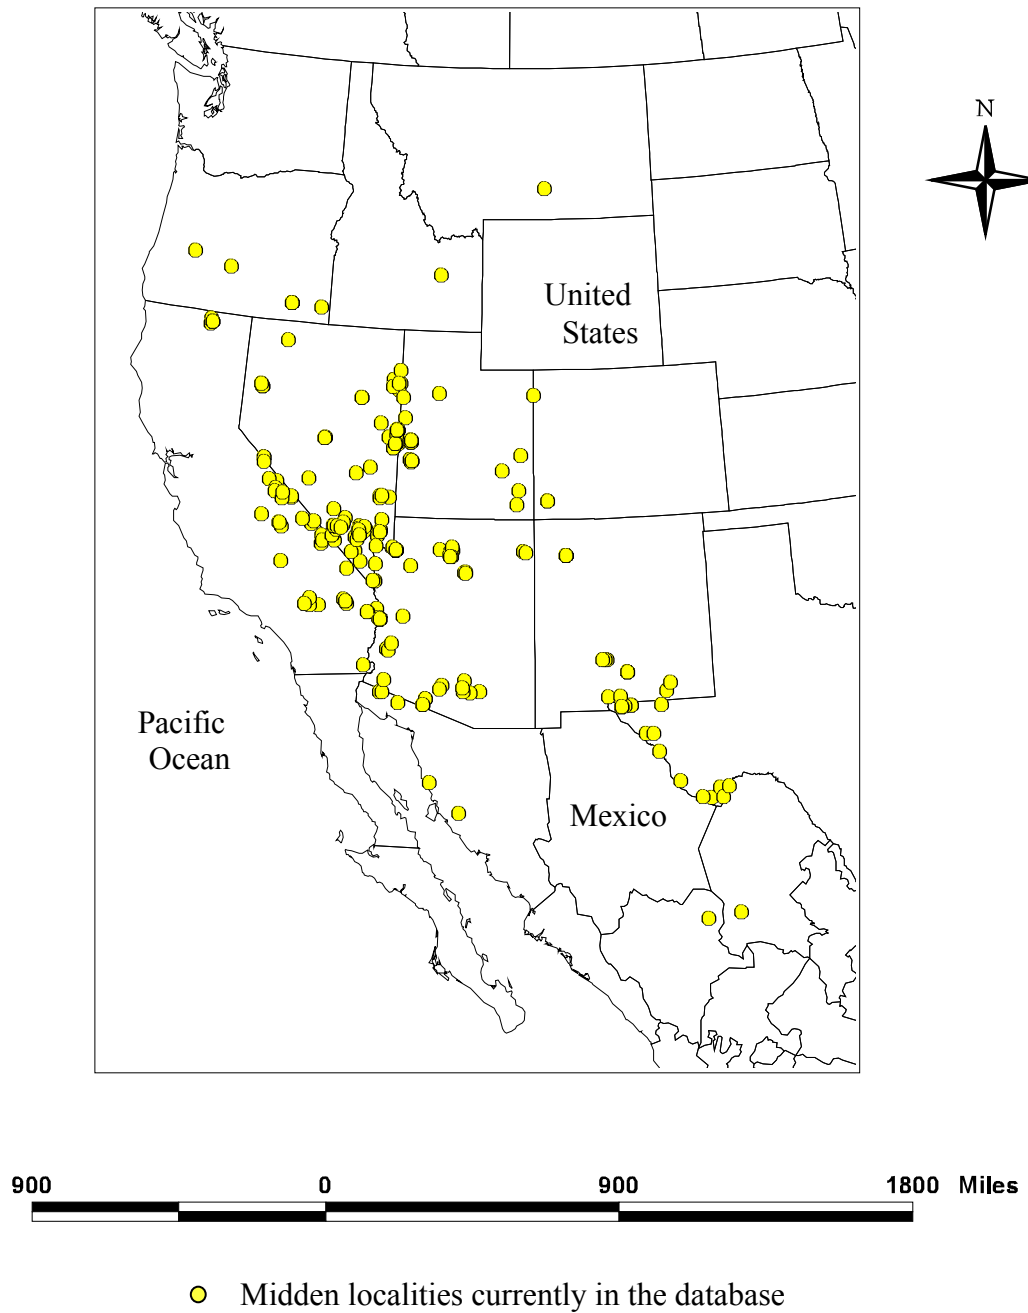 N
United
States
Pacific
Ocean
Mexico
900 0 900 1800 Miles
Midden localities currently in the database